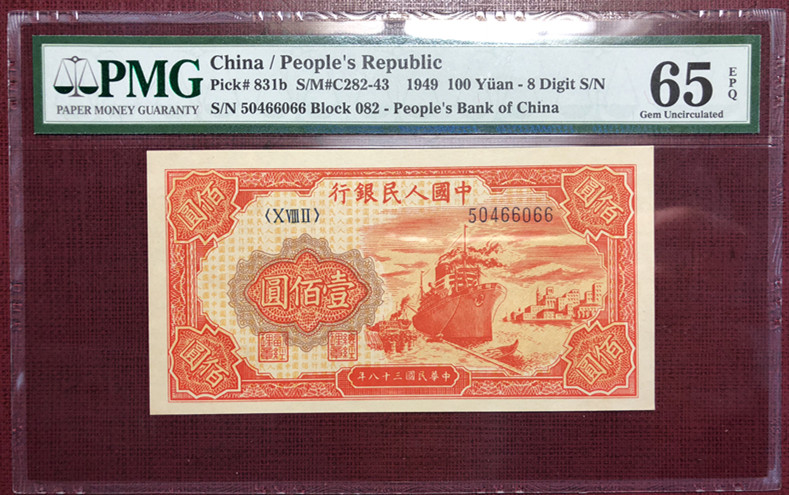 PMG
PAPER MONEY GUARANTY
China / People's Republic
Pick# 831b S/M#C282-43 1949 100 Yüan - 8 Digit S/N
S/N 50466066 Block 082 - People's Bank of China
65
EPQ
Gem Uncirculated
中國人民銀行
佰圓
佰圓
〈ⅩⅧⅡ〉
50466066
壹佰圓
佰圓
佰圓
中華民國三十八年